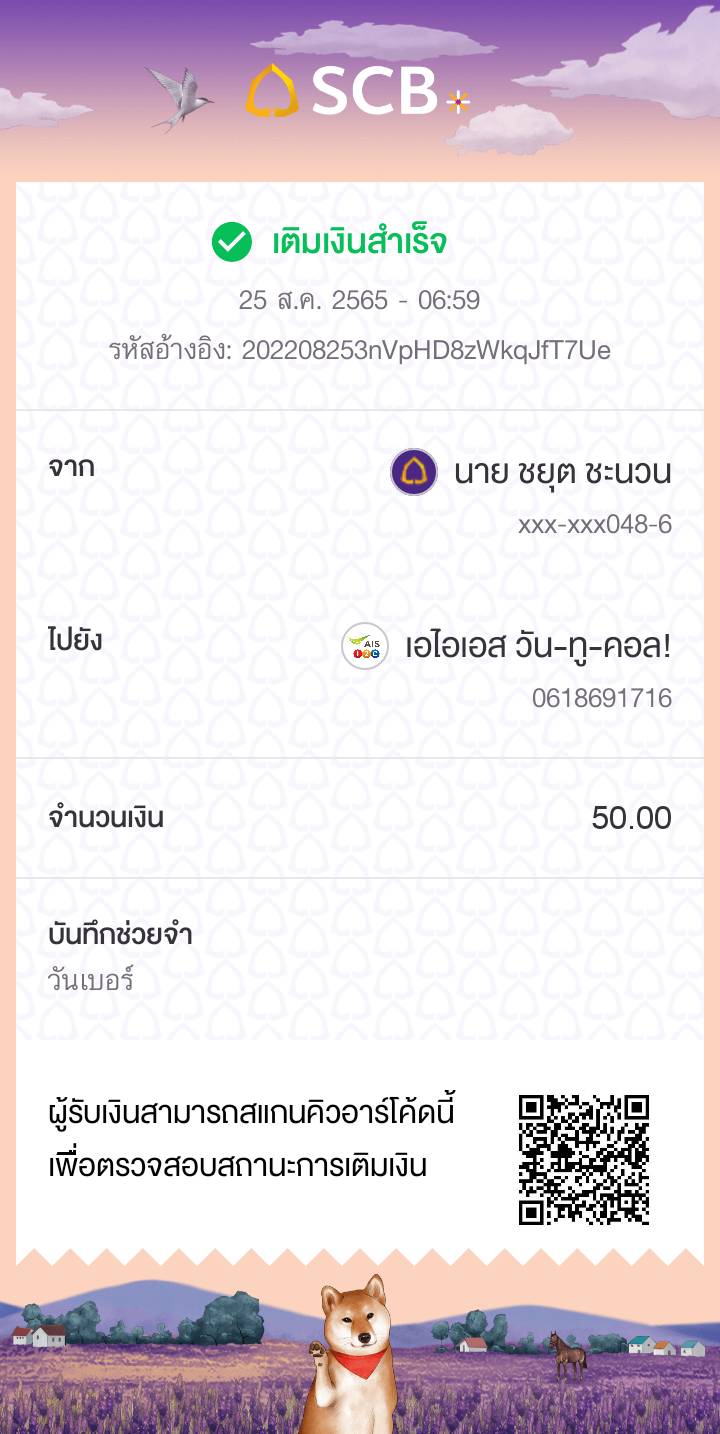 SCB
เติมเงินสำเร็จ
25 ส.ค. 2565 - 06:59
รหัสอ้างอิง: 202208253nVpHD8zWkqJfT7Ue
จาก
นาย ชยุต ชะนวน
xxx-xxx048-6
ไปยัง
AIS
12C
เอไอเอส วัน-ทู-คอล!
0618691716
จำนวนเงิน
50.00
บันทึกช่วยจำ
วันเบอร์
ผู้รับเงินสามารถสแกนคิวอาร์โค้ดนี้
เพื่อตรวจสอบสถานะการเติมเงิน